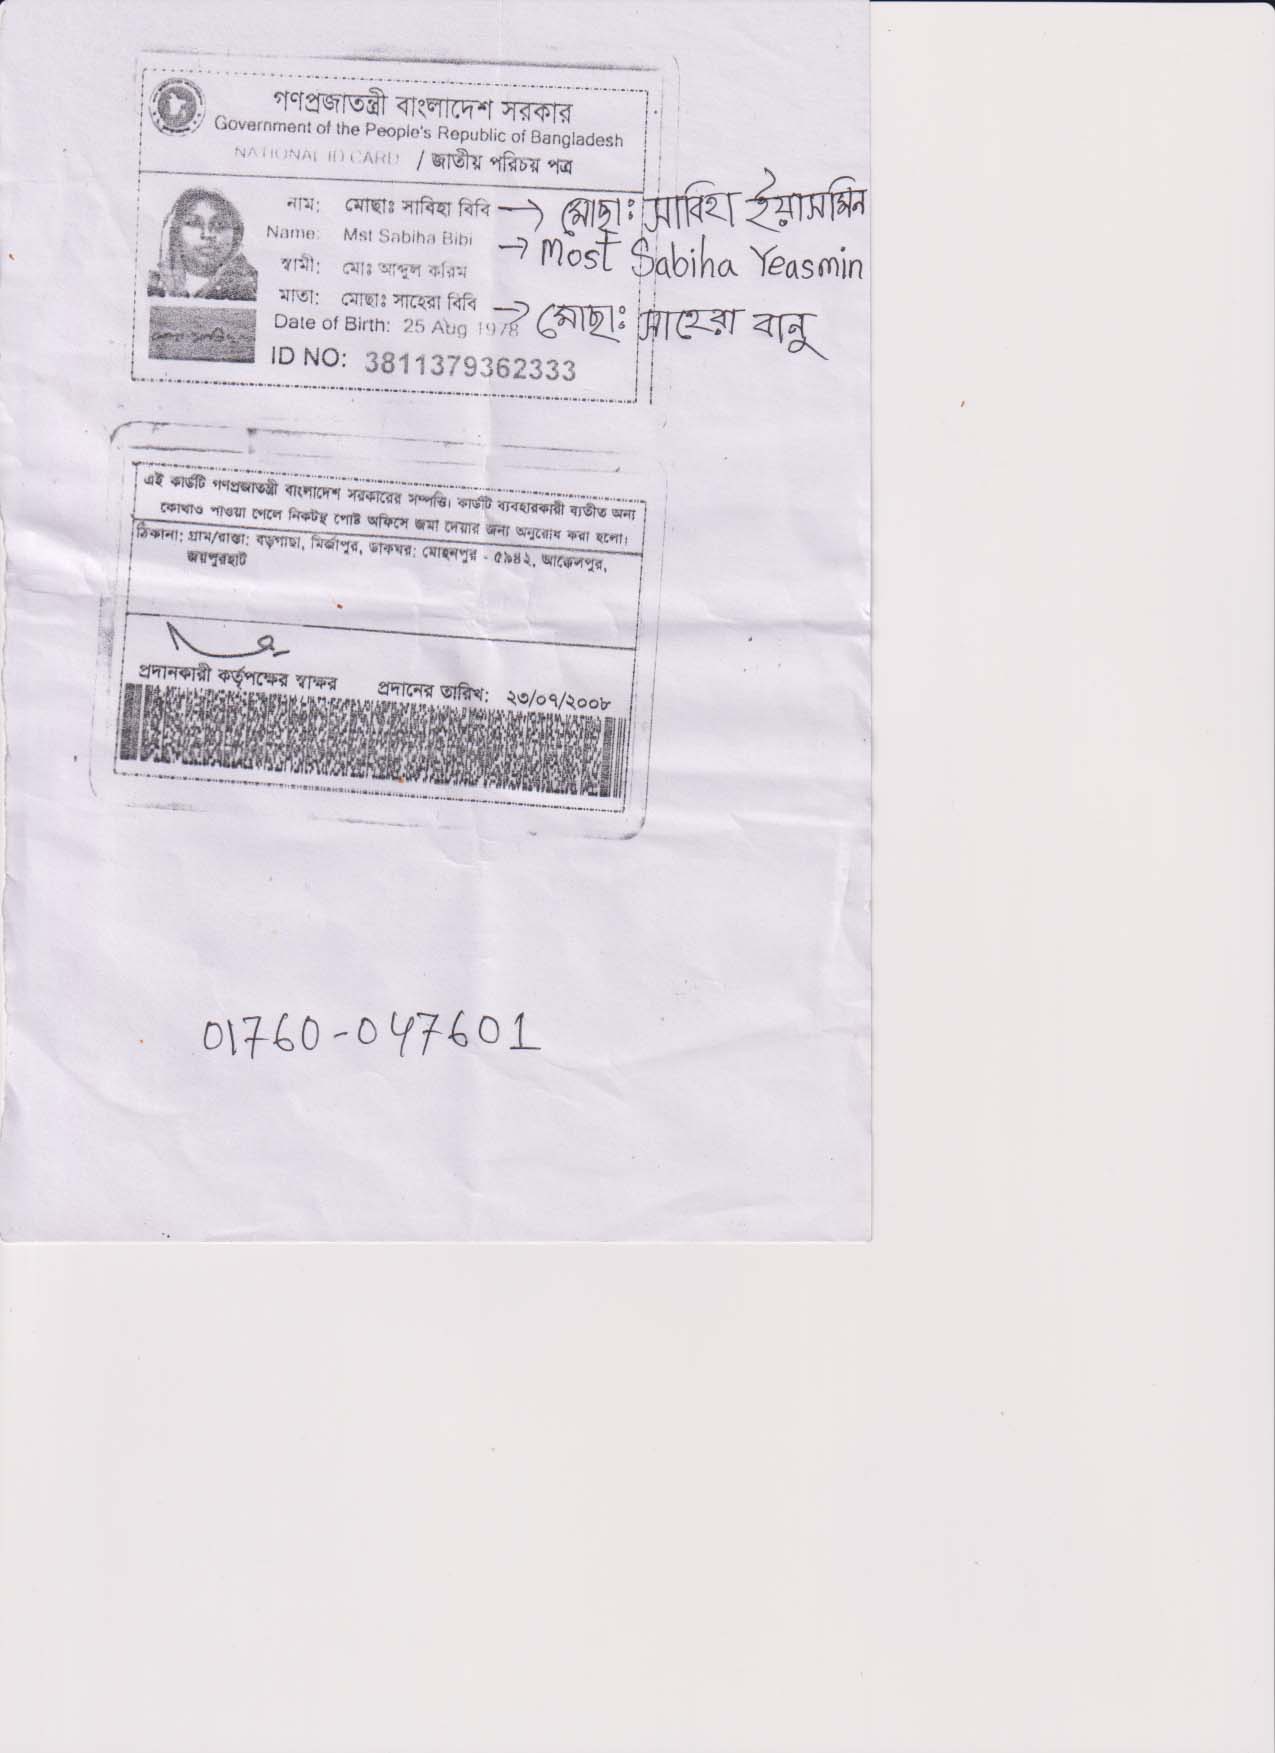 গণপ্রজাতন্ত্রী বাংলাদেশ সরকার
Government of the People's Republic of Bangladesh
NATIONAL ID CARD / জাতীয় পরিচয় পত্র
নাম: মোছাঃ সাবিহা বিবি → মোছা: সাবিহা ইয়াসমিন
Name: Mst Sabiha Bibi → Most Sabiha Yeasmin
স্বামী: মোঃ আব্দুল করিম
মাতা: মোছাঃ সাহেরা বিবি → মোছা: সাহেরা বানু
Date of Birth: 25 Aug 1978
ID NO: 3811379362333
এই কার্ডটি গণপ্রজাতন্ত্রী বাংলাদেশ সরকারের সম্পত্তি। কার্ডটি ব্যবহারকারী ব্যতীত অন্য
কোথাও পাওয়া গেলে নিকটস্থ পোষ্ট অফিসে জমা দেয়ার জন্য অনুরোধ করা হলো।
ঠিকানা: গ্রাম/রাস্তা: বড়গাছা, মির্জাপুর, ডাকঘর: মোহনপুর - ৫৯৪২, আক্কেলপুর,
জয়পুরহাট
প্রদানকারী কর্তৃপক্ষের স্বাক্ষর প্রদানের তারিখ: ২৩/০৭/২০০৮
01760-047601